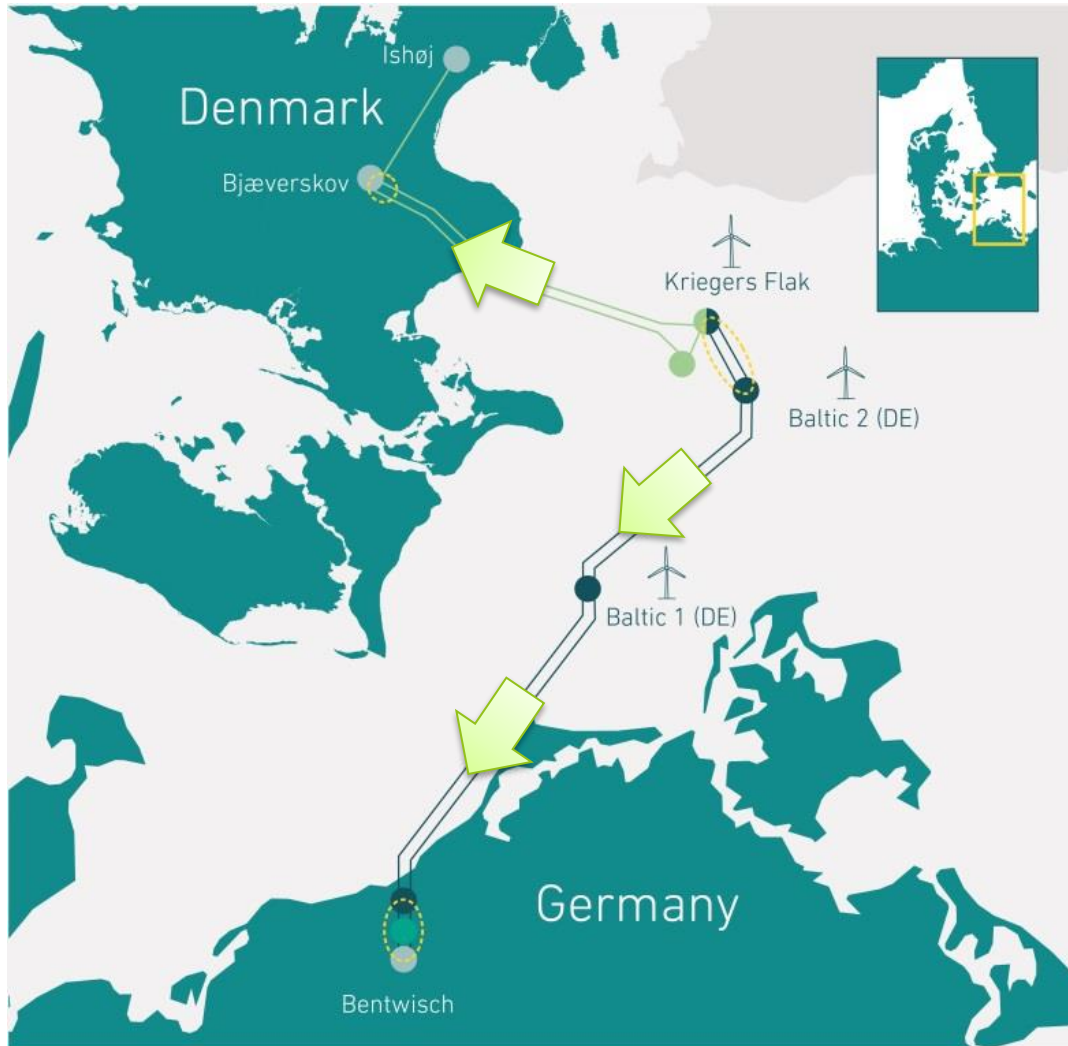 Ishøj
Denmark
Bjæverskov
Kriegers Flak
Baltic 2 (DE)
Baltic 1 (DE)
Germany
Bentwisch